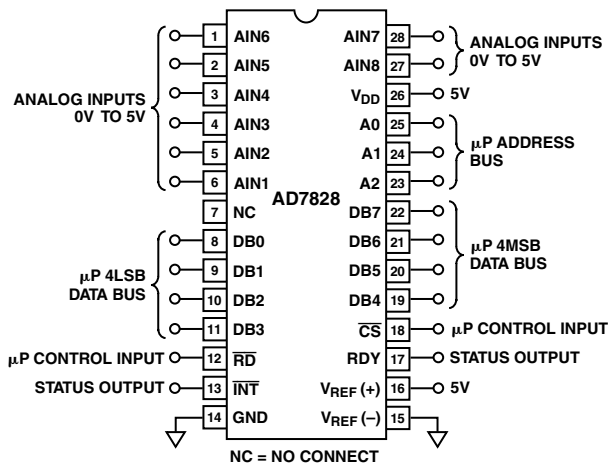 1 AIN6 AIN7 28
2 AIN5 AIN8 27
ANALOG INPUTS
0V TO 5V
ANALOG INPUTS
0V TO 5V
3 AIN4 VDD 26 5V
4 AIN3 A0 25
5 AIN2 A1 24
6 AIN1 A2 23
μP ADDRESS
BUS
AD7828
7 NC DB7 22
8 DB0 DB6 21
9 DB1 DB5 20
10 DB2 DB4 19
μP 4LSB
DATA BUS
μP 4MSB
DATA BUS
11 DB3 C̅S̅ 18 μP CONTROL INPUT
μP CONTROL INPUT 12 R̅D̅ RDY 17 STATUS OUTPUT
STATUS OUTPUT 13 I̅N̅T̅ VREF (+) 16 5V
14 GND VREF (–) 15
NC = NO CONNECT